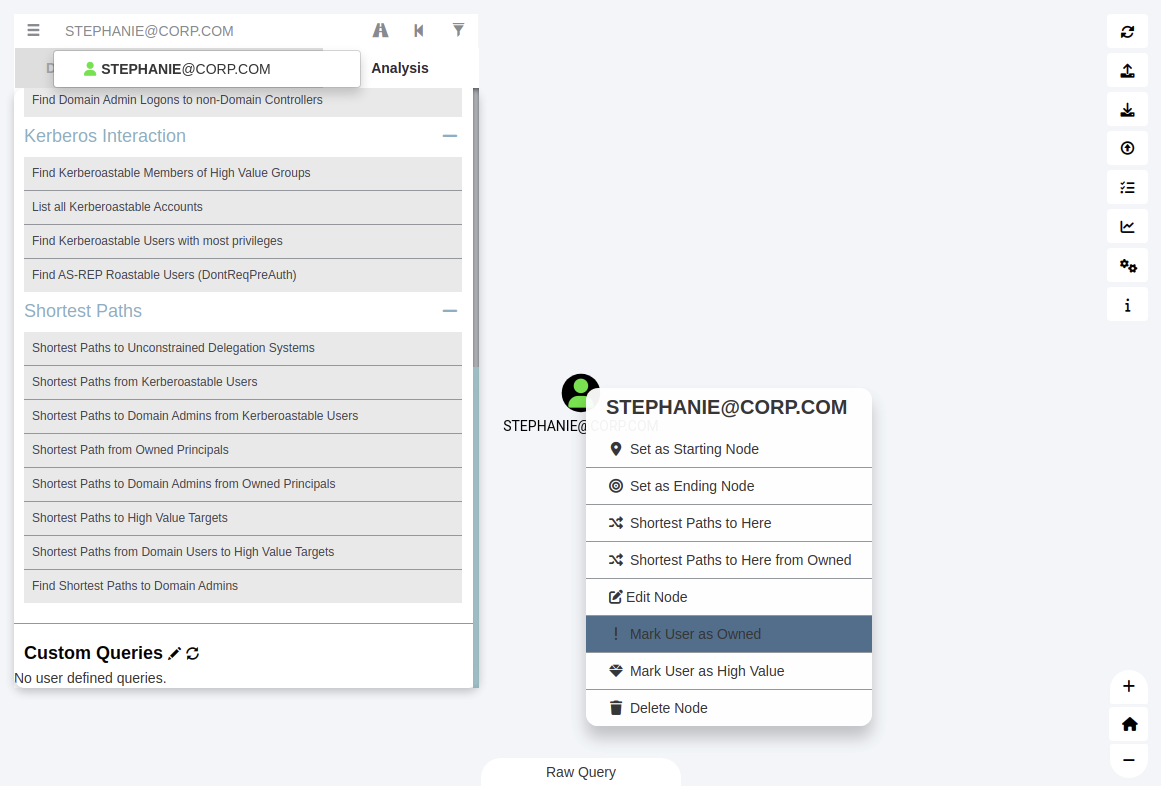 STEPHANIE@CORP.COM
STEPHANIE@CORP.COM
D
Analysis
Find Domain Admin Logons to non-Domain Controllers
Kerberos Interaction
Find Kerberoastable Members of High Value Groups
List all Kerberoastable Accounts
Find Kerberoastable Users with most privileges
Find AS-REP Roastable Users (DontReqPreAuth)
Shortest Paths
Shortest Paths to Unconstrained Delegation Systems
Shortest Paths from Kerberoastable Users
Shortest Paths to Domain Admins from Kerberoastable Users
Shortest Path from Owned Principals
Shortest Paths to Domain Admins from Owned Principals
Shortest Paths to High Value Targets
Shortest Paths from Domain Users to High Value Targets
Find Shortest Paths to Domain Admins
Custom Queries
No user defined queries.
STEPHANIE@CORP.COM
STEPHANIE@CORP.COM
Set as Starting Node
Set as Ending Node
Shortest Paths to Here
Shortest Paths to Here from Owned
Edit Node
Mark User as Owned
Mark User as High Value
Delete Node
Raw Query